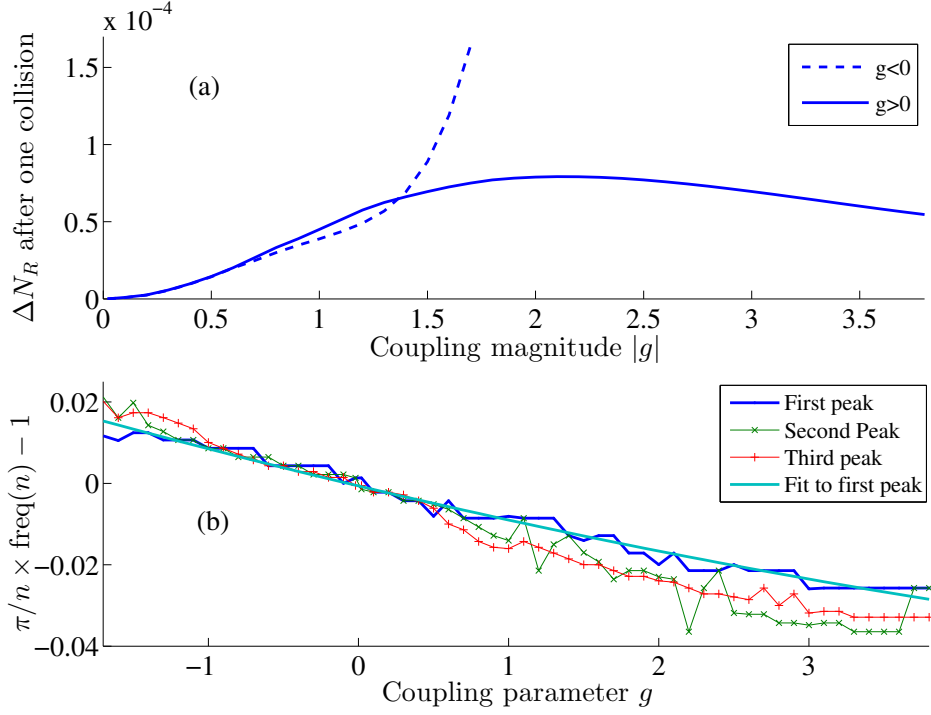 x 10⁻⁴
1.5
1
0.5
0
(a)
g<0
g>0
ΔN_R after one collision
0 0.5 1 1.5 2 2.5 3 3.5
Coupling magnitude |g|
0.02
0
−0.02
−0.04
(b)
First peak
Second Peak
Third peak
Fit to first peak
π/n × freq(n) − 1
−1 0 1 2 3
Coupling parameter g